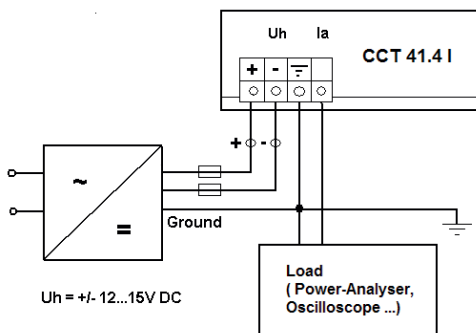 Uh Ia
CCT 41.4 I
+ -
+ -
~
=
Ground
Uh = +/- 12...15V DC
Load
( Power-Analyser,
Oscilloscope ...)